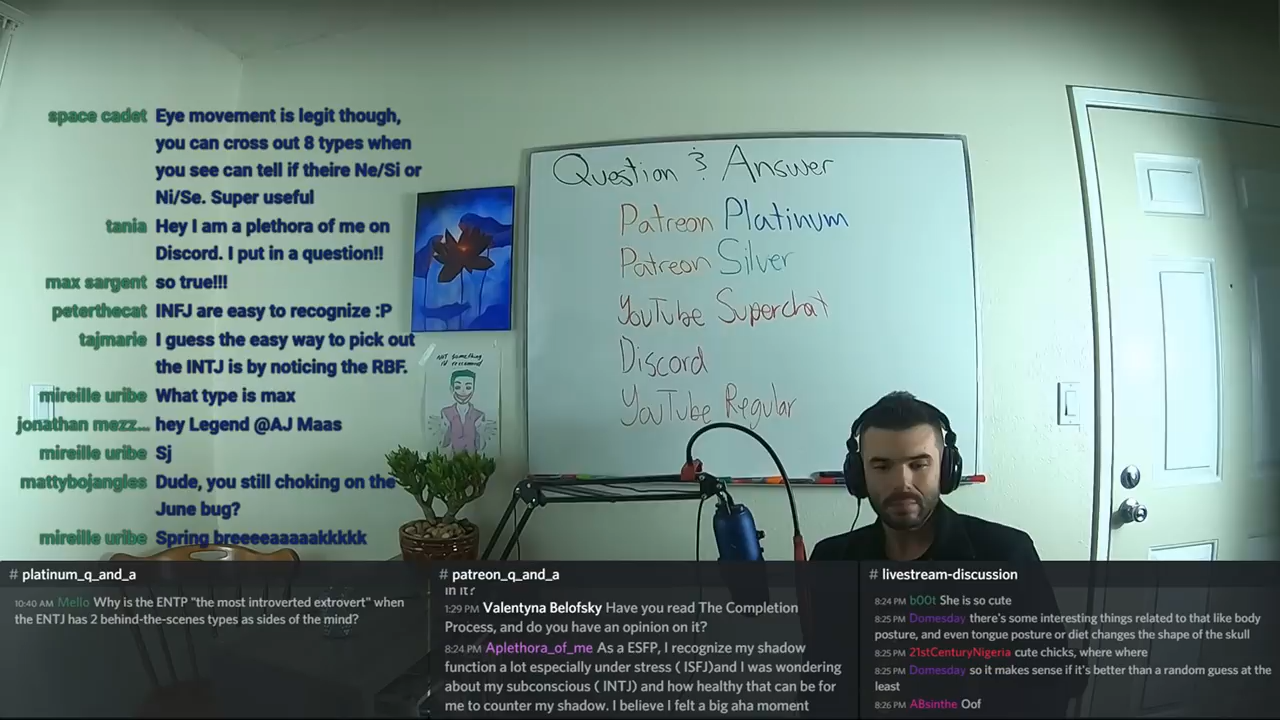 space cadet Eye movement is legit though,
you can cross out 8 types when
you see can tell if theire Ne/Si or
Ni/Se. Super useful
tania Hey I am a plethora of me on
Discord. I put in a question!!
max sargent so true!!!
peterthecat INFJ are easy to recognize :P
tajmarie I guess the easy way to pick out
the INTJ is by noticing the RBF.
mireille uribe What type is max
jonathan mezz... hey Legend @AJ Maas
mireille uribe Sj
mattybojangles Dude, you still choking on the
June bug?
mireille uribe Spring breeeeaaaaakkkkk
Question & Answer
Patreon Platinum
Patreon Silver
YouTube Superchat
Discord
YouTube Regular
NOT something
# platinum_q_and_a
10:40 AM Mello Why is the ENTP "the most introverted extrovert" when
the ENTJ has 2 behind-the-scenes types as sides of the mind?
# patreon_q_and_a
in it?
1:29 PM Valentyna Belofsky Have you read The Completion
Process, and do you have an opinion on it?
8:24 PM Aplethora_of_me As a ESFP, I recognize my shadow
function a lot especially under stress ( ISFJ)and I was wondering
about my subconscious ( INTJ) and how healthy that can be for
me to counter my shadow. I believe I felt a big aha moment
# livestream-discussion
8:24 PM b00t She is so cute
8:25 PM Domesday there's some interesting things related to that like body
posture, and even tongue posture or diet changes the shape of the skull
8:25 PM 21stCenturyNigeria cute chicks, where where
8:25 PM Domesday so it makes sense if it's better than a random guess at the
least
8:26 PM ABsinthe Oof